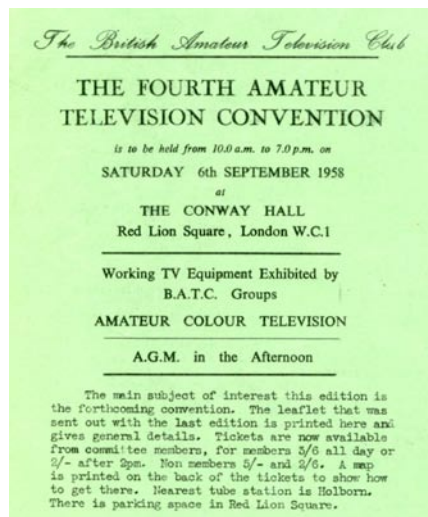 The British Amateur Television Club
THE FOURTH AMATEUR
TELEVISION CONVENTION
is to be held from 10.0 a.m. to 7.0 p.m. on
SATURDAY 6th SEPTEMBER 1958
at
THE CONWAY HALL
Red Lion Square, London W.C.1
Working TV Equipment Exhibited by
B.A.T.C. Groups
AMATEUR COLOUR TELEVISION
A.G.M. in the Afternoon
The main subject of interest this edition is
the forthcoming convention. The leaflet that was
sent out with the last edition is printed here and
gives general details. Tickets are now available
from committee members, for members 3/6 all day or
2/- after 2pm. Non members 5/- and 2/6. A map
is printed on the back of the tickets to show how
to get there. Nearest tube station is Holborn.
There is parking space in Red Lion Square.